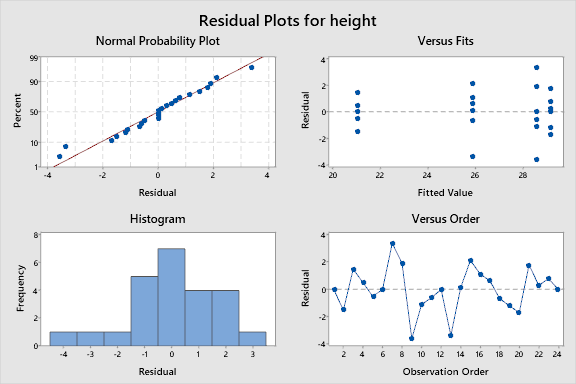 Residual Plots for height
Normal Probability Plot
Versus Fits
99
90
50
10
1
Percent
-4 -2 0 2 4
Residual
4
2
0
-2
-4
Residual
20 22 24 26 28
Fitted Value
Histogram
Versus Order
8
6
4
2
0
Frequency
-4 -3 -2 -1 0 1 2 3
Residual
4
2
0
-2
-4
Residual
2 4 6 8 10 12 14 16 18 20 22 24
Observation Order